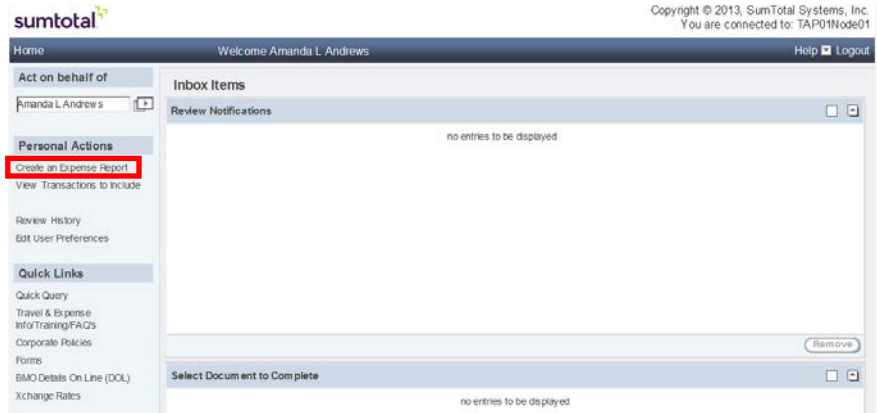 sumtotal
Copyright © 2013, SumTotal Systems, Inc.
You are connected to: TAP01Node01
Home
Welcome Amanda L Andrews
Help Logout
Act on behalf of
Amanda L Andrews
Personal Actions
Create an Expense Report
View Transactions to Include
Review History
Edit User Preferences
Quick Links
Quick Query
Travel & Expense
Info/Training/FAQ's
Corporate Policies
Forms
BMO Details On Line (DOL)
Xchange Rates
Inbox Items
Review Notifications
no entries to be displayed
Remove
Select Document to Complete
no entries to be displayed